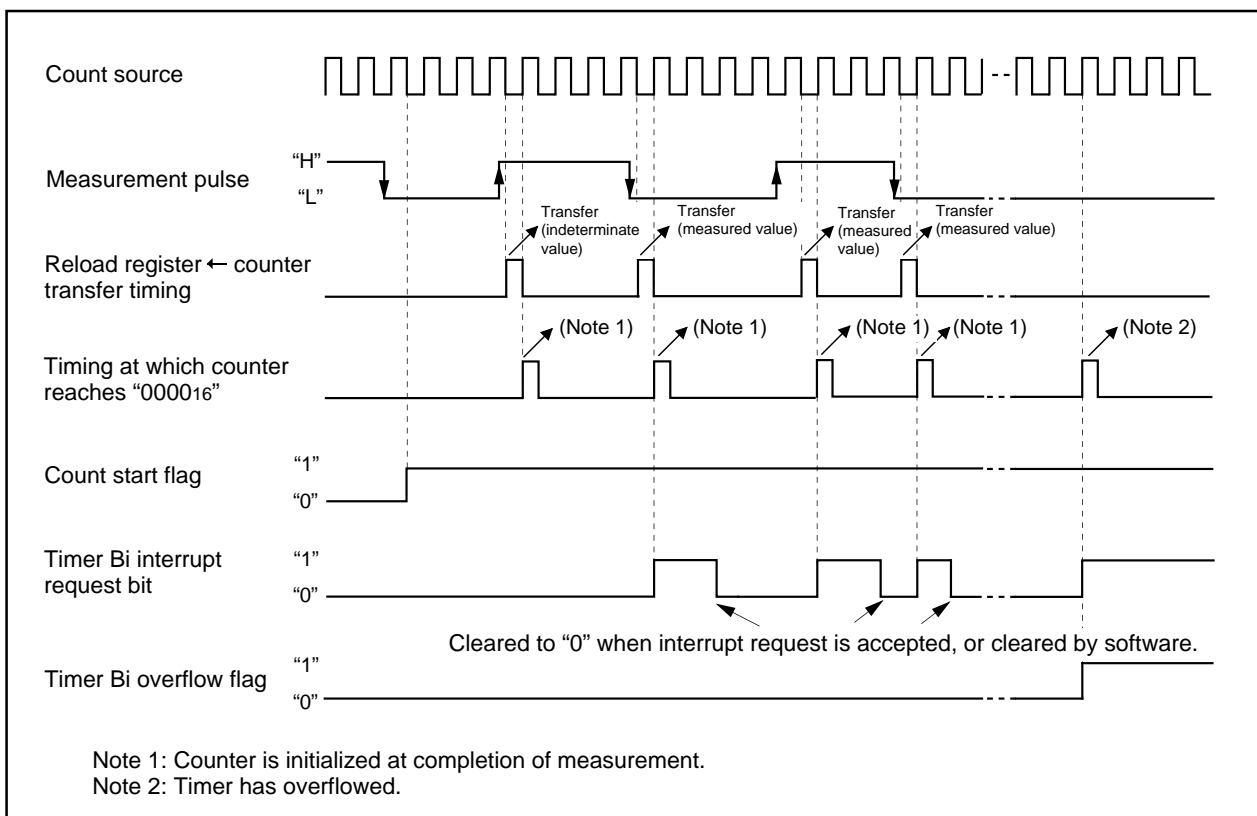 Count source
“H”
Measurement pulse
“L”
Transfer
(indeterminate
value)
Transfer
(measured value)
Transfer
(measured
value)
Transfer
(measured value)
Reload register ← counter
transfer timing
(Note 1)
(Note 1)
(Note 1)
(Note 1)
(Note 2)
Timing at which counter
reaches “000016”
“1”
Count start flag
“0”
Timer Bi interrupt
request bit
“1”
“0”
Cleared to “0” when interrupt request is accepted, or cleared by software.
“1”
Timer Bi overflow flag
“0”
Note 1: Counter is initialized at completion of measurement.
Note 2: Timer has overflowed.